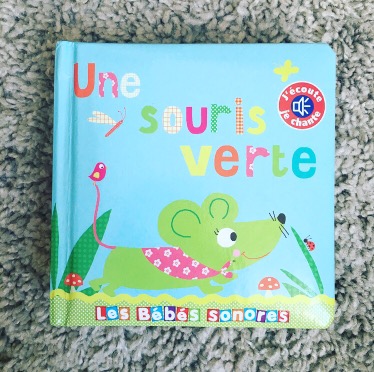 Une
souris
verte
J'écoute
je chante
Les Bébés sonores